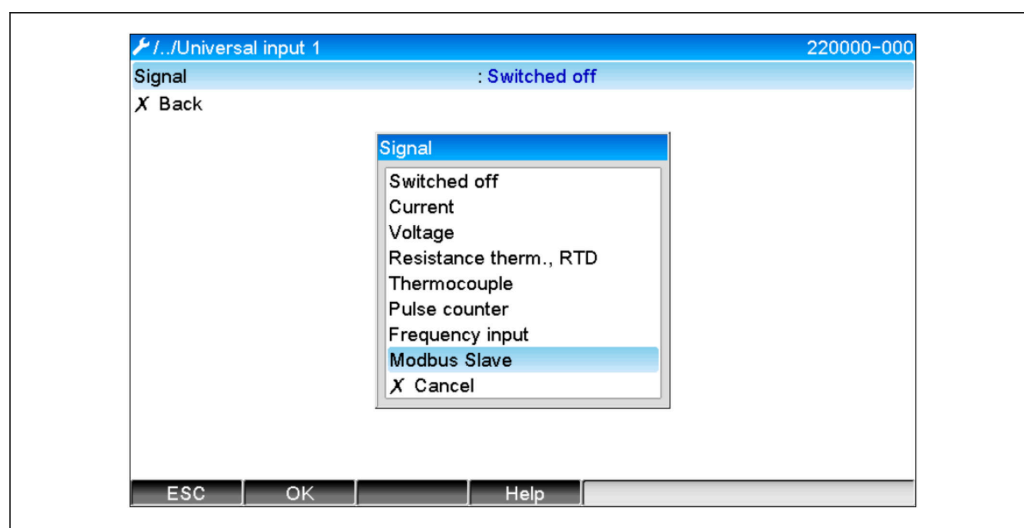 /../Universal input 1 220000-000
Signal : Switched off
X Back
Signal
Switched off
Current
Voltage
Resistance therm., RTD
Thermocouple
Pulse counter
Frequency input
Modbus Slave
X Cancel
ESC OK Help